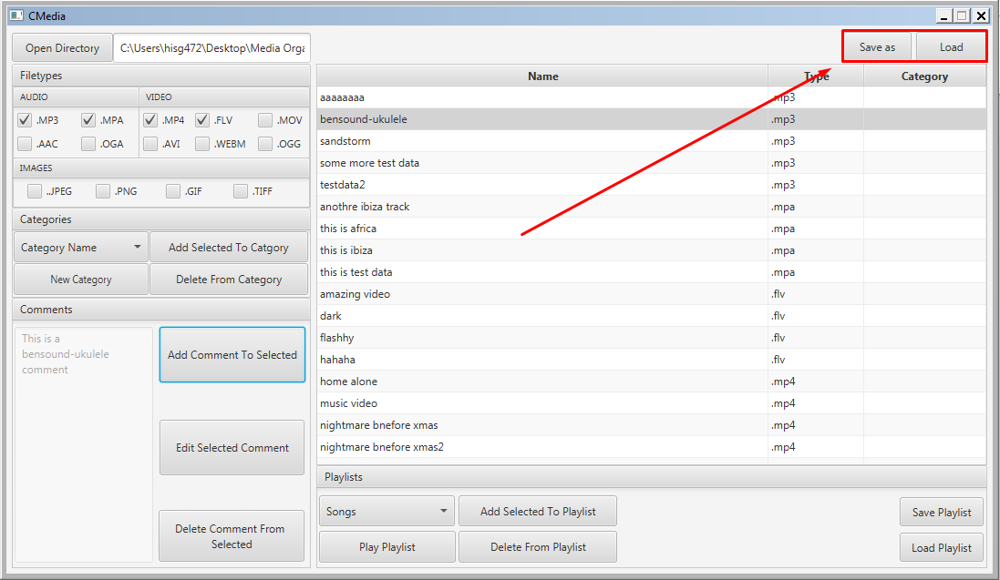 CMedia
Open Directory
C:\Users\hisg472\Desktop\Media Orga
Save as
Load
Filetypes
AUDIO
VIDEO
.MP3
.MPA
.MP4
.FLV
.MOV
.AAC
.OGA
.AVI
.WEBM
.OGG
IMAGES
..JPEG
.PNG
.GIF
.TIFF
Categories
Category Name
Add Selected To Catgory
New Category
Delete From Category
Comments
This is a
bensound-ukulele
comment
Add Comment To Selected
Edit Selected Comment
Delete Comment From
Selected
Name Type Category
aaaaaaaa .mp3
bensound-ukulele .mp3
sandstorm .mp3
some more test data .mp3
testdata2 .mp3
anothre ibiza track .mpa
this is africa .mpa
this is ibiza .mpa
this is test data .mpa
amazing video .flv
dark .flv
flashhy .flv
hahaha .flv
home alone .mp4
music video .mp4
nightmare bnefore xmas .mp4
nightmare bnefore xmas2 .mp4
Playlists
Songs
Add Selected To Playlist
Save Playlist
Play Playlist
Delete From Playlist
Load Playlist